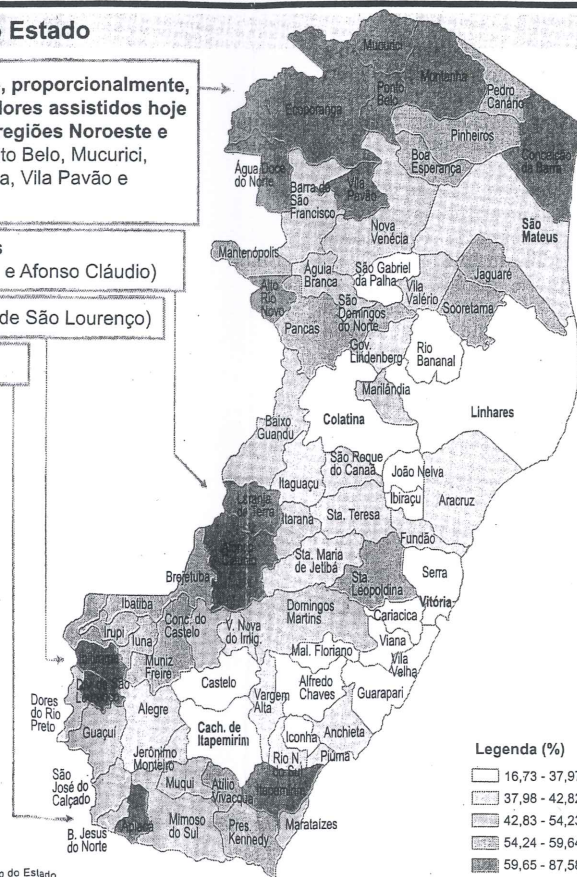 o Estado
, proporcionalmente,
dores assistidos hoje
regiões Noroeste e
to Belo, Mucurici,
a, Vila Pavão e
s
e Afonso Cláudio)
de São Lourenço)
Mucurici
Montanha
Ponto
Belo
Ecoporanga
Pedro
Canário
Pinheiros
Conceição
da Barra
Boa
Esperança
Água Doce
do Norte
Vila
Pavão
Barra de
São
Francisco
Nova
Venécia
São
Mateus
Mantenópolis
Águia
Branca
São Gabriel
da Palha
Jaguaré
Vila
Valério
Alto
Rio
Novo
São
Domingos
do Norte
Sooretama
Pancas
Gov.
Lindenberg
Rio
Bananal
Marilândia
Linhares
Colatina
Baixo
Guandu
São Roque
do Canaã
João Neiva
Itaguaçu
Ibiraçu
Aracruz
Laranja
da Terra
Itarana
Sta. Teresa
Fundão
Afonso
Cláudio
Sta. Maria
de Jetibá
Serra
Brejetuba
Sta.
Leopoldina
Vitória
Ibatiba
Conc. do
Castelo
Domingos
Martins
Cariacica
Irupi
Iuna
V. Nova
do Imig.
Viana
Mal. Floriano
Vila
Velha
Muniz
Freire
Castelo
Alfredo
Chaves
Guarapari
Vargem
Alta
Dores
do Rio
Preto
Alegre
Guaçuí
Cach. de
Itapemirim
Iconha
Anchieta
Jerônimo
Monteiro
Rio N.
do Sul
Piúma
São
José do
Calçado
Muqui
Atílio
Vivacqua
Itapemirim
Mimoso
do Sul
Pres.
Kennedy
Marataízes
B. Jesus
do Norte
Apiacá
Legenda (%)
16,73 - 37,97
37,98 - 42,82
42,83 - 54,23
54,24 - 59,64
59,65 - 87,58
o do Estado